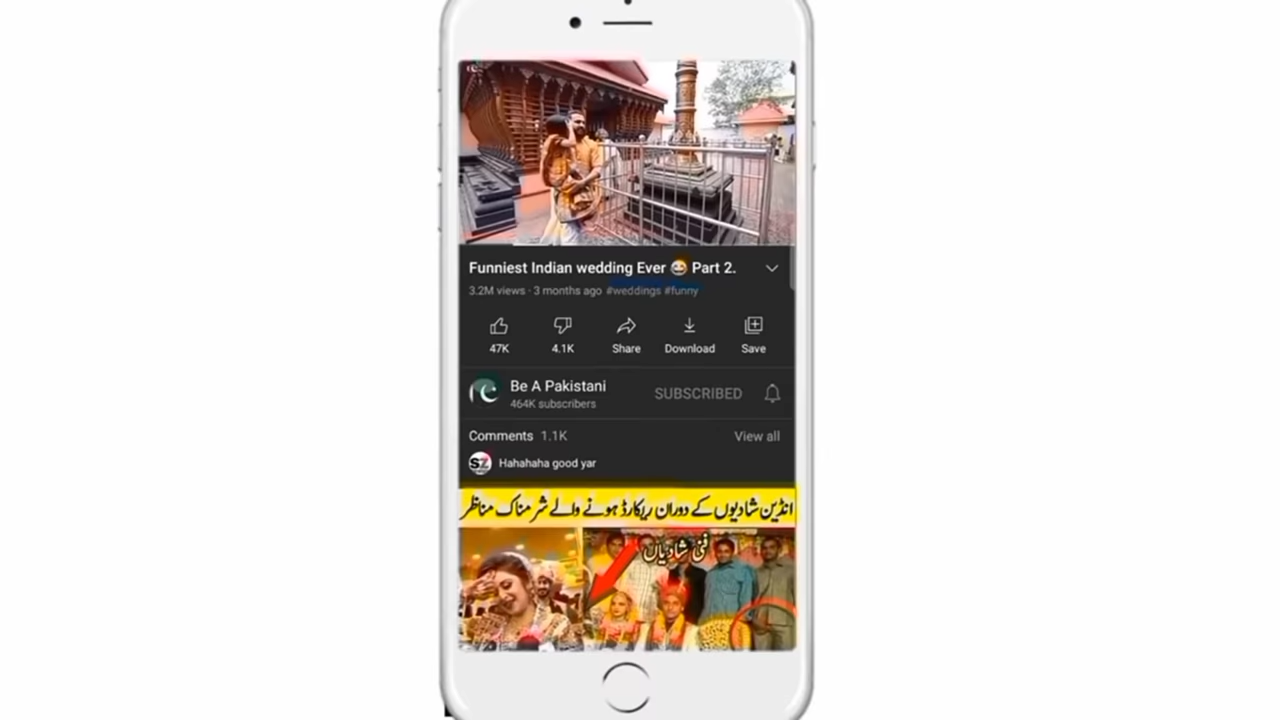 Funniest Indian wedding Ever 😂 Part 2.
3.2M views · 3 months ago #weddings #funny
47K 4.1K Share Download Save
Be A Pakistani
464K subscribers
SUBSCRIBED
Comments 1.1K View all
SZ Hahahaha good yar
انڈین شادیوں کے دوران ریکارڈ ہونے والے شرمناک مناظر
فنی شادیاں